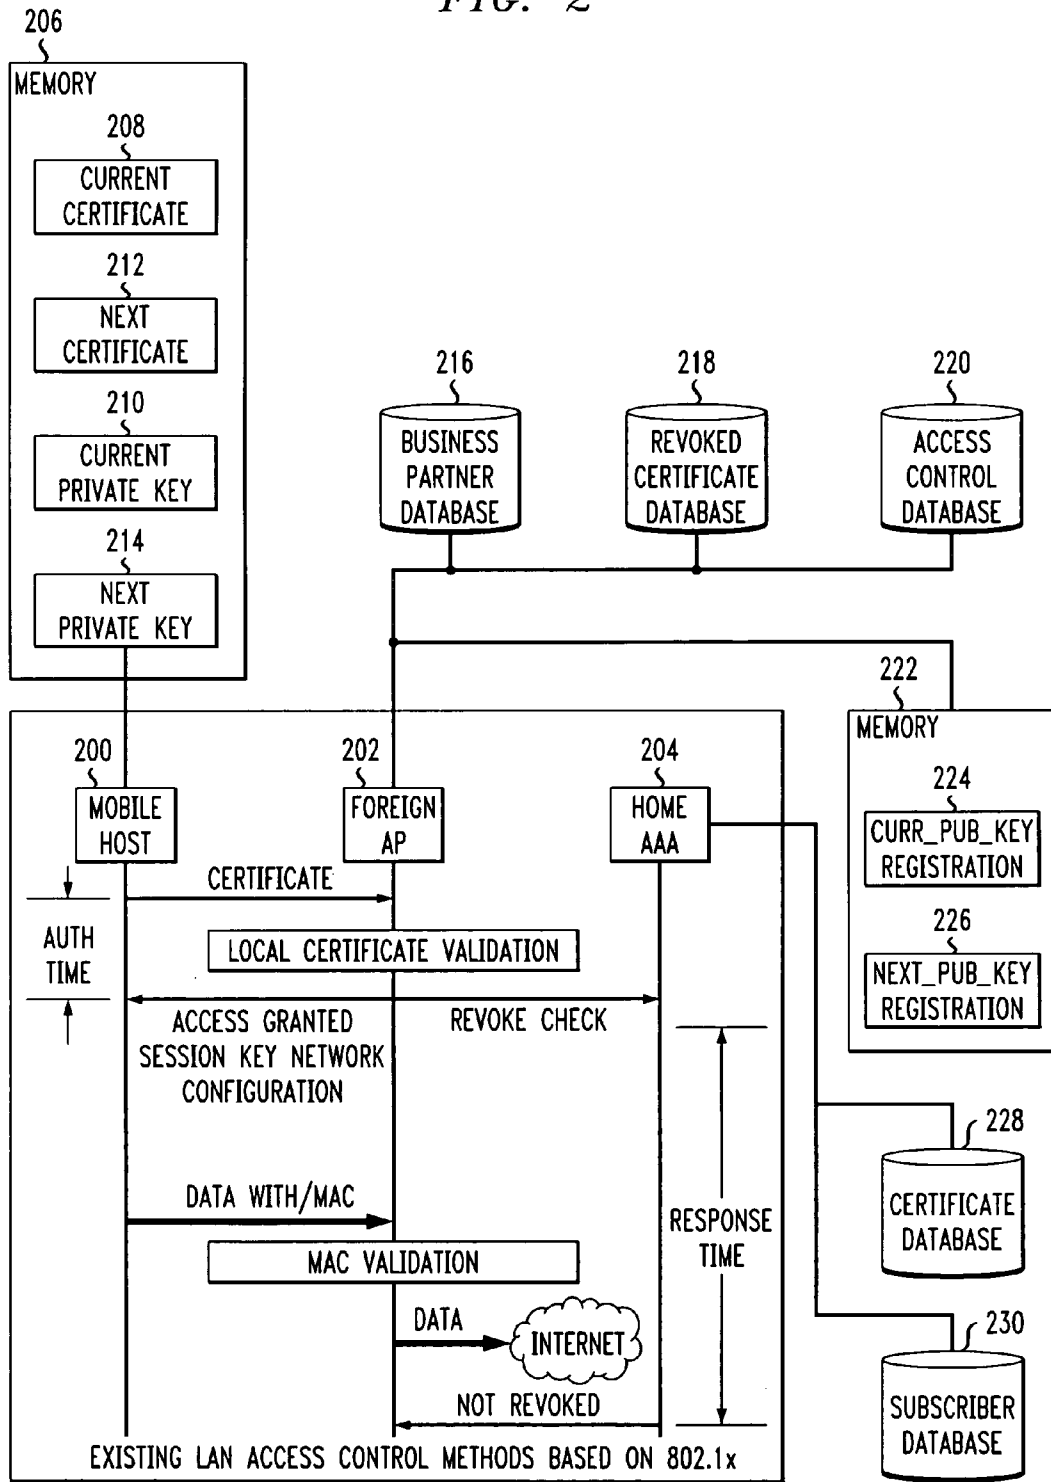 FIG. 2
206
MEMORY
208
CURRENT
CERTIFICATE
212
NEXT
CERTIFICATE
210
CURRENT
PRIVATE KEY
214
NEXT
PRIVATE KEY
216
BUSINESS
PARTNER
DATABASE
218
REVOKED
CERTIFICATE
DATABASE
220
ACCESS
CONTROL
DATABASE
222
MEMORY
224
CURR_PUB_KEY
REGISTRATION
226
NEXT_PUB_KEY
REGISTRATION
200
MOBILE
HOST
202
FOREIGN
AP
204
HOME
AAA
CERTIFICATE
AUTH
TIME
LOCAL CERTIFICATE VALIDATION
ACCESS GRANTED
SESSION KEY NETWORK
CONFIGURATION
REVOKE CHECK
DATA WITH/MAC
MAC VALIDATION
RESPONSE
TIME
DATA
INTERNET
NOT REVOKED
EXISTING LAN ACCESS CONTROL METHODS BASED ON 802.1x
228
CERTIFICATE
DATABASE
230
SUBSCRIBER
DATABASE